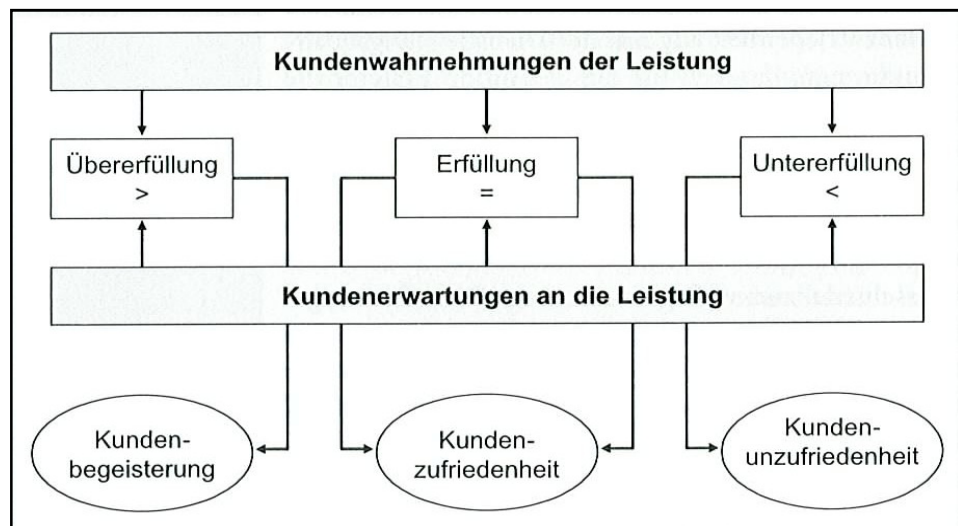 Kundenwahrnehmungen der Leistung
Übererfüllung
>
Erfüllung
=
Untererfüllung
<
Kundenerwartungen an die Leistung
Kunden-
begeisterung
Kunden-
zufriedenheit
Kunden-
unzufriedenheit